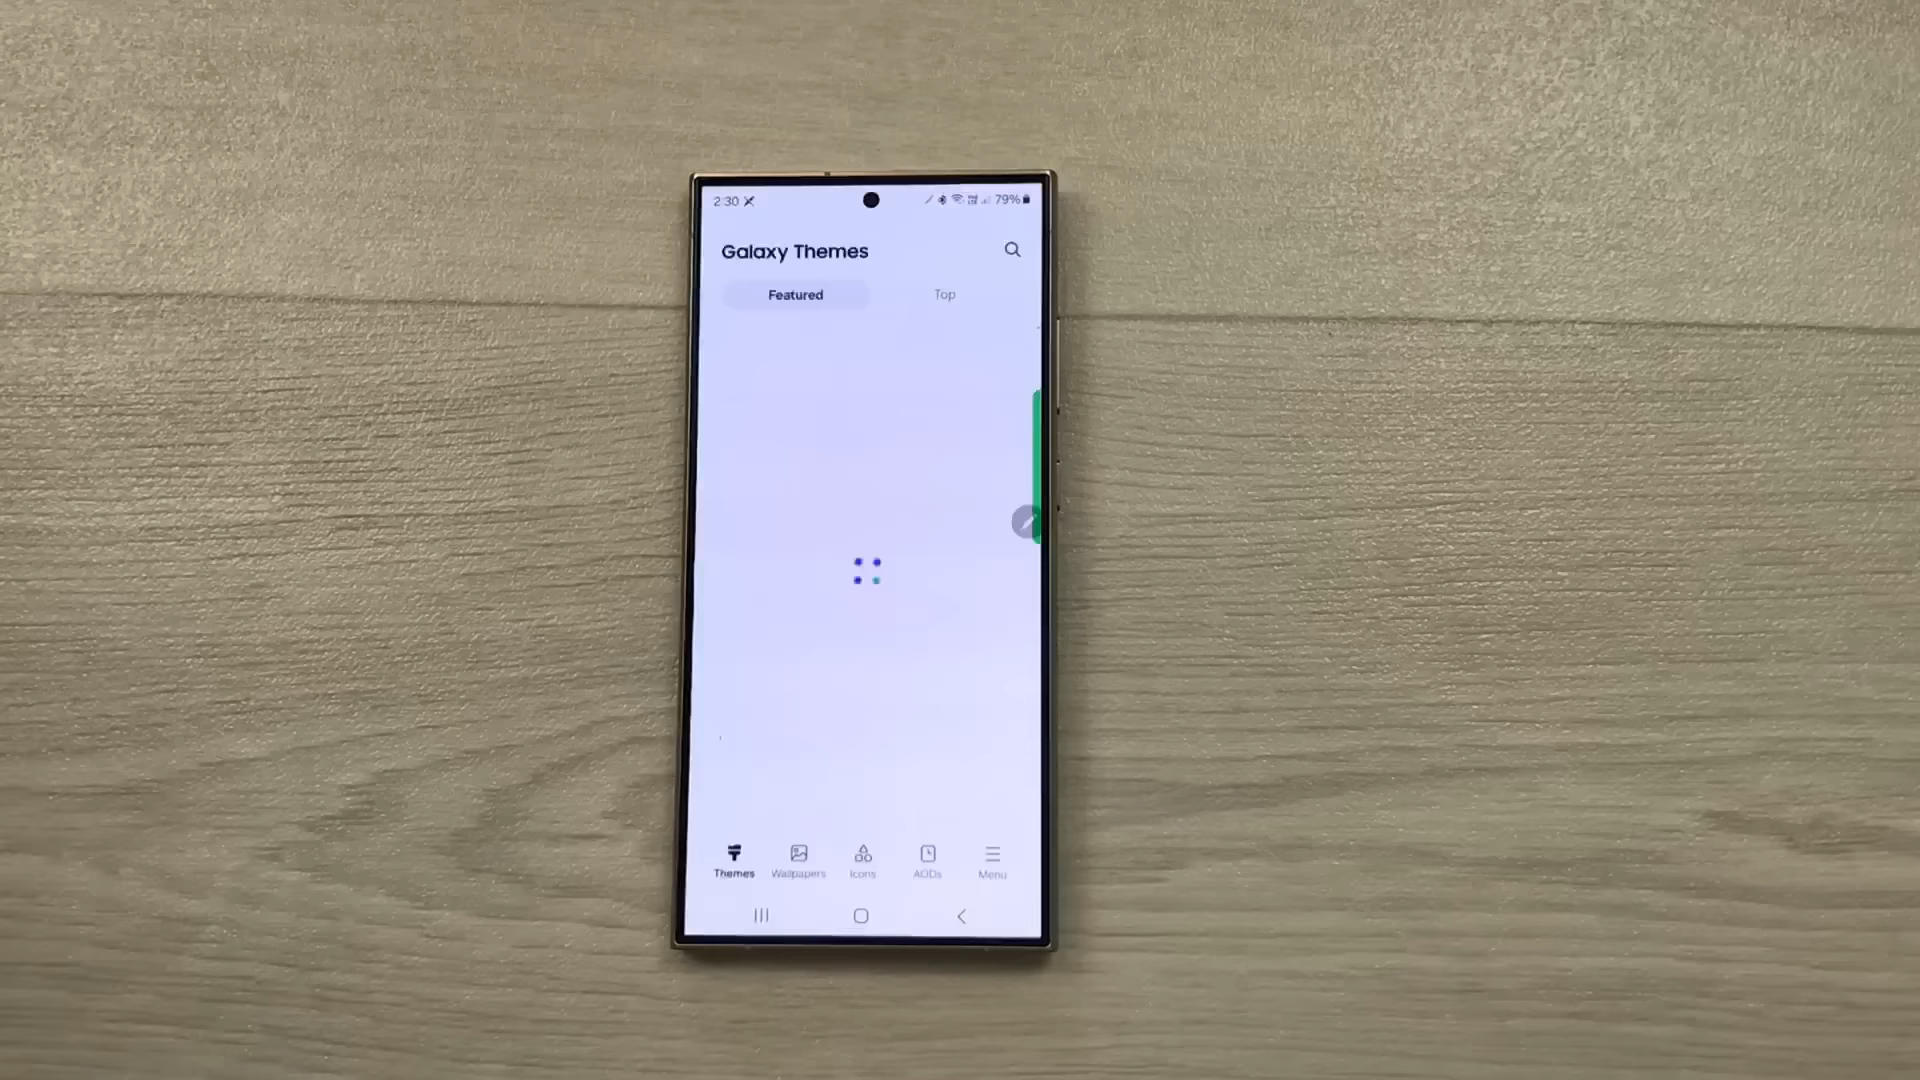 2:30 79%
Galaxy Themes
Featured Top
Themes Wallpapers Icons AODs Menu